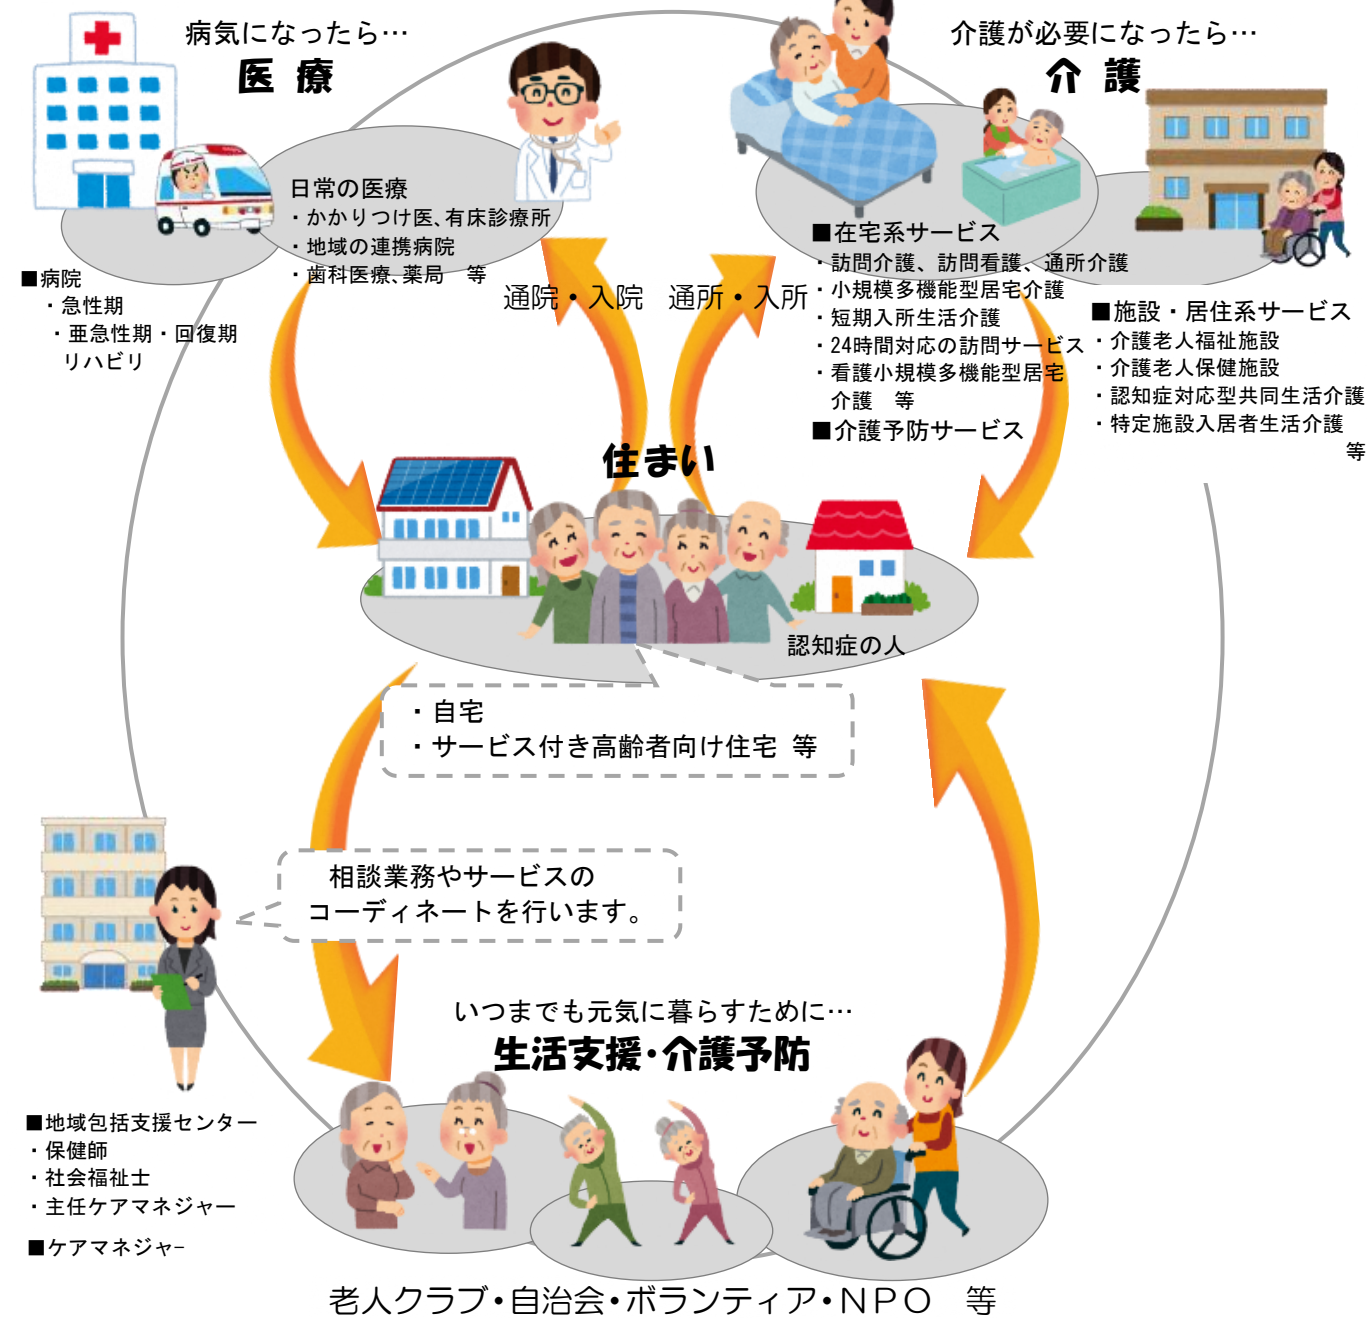 病気になったら…
医 療
介護が必要になったら…
介 護
日常の医療
・かかりつけ医、有床診療所
・地域の連携病院
・歯科医療、薬局 等
■病院
・急性期
・亜急性期・回復期
リハビリ
通院・入院
通所・入所
■在宅系サービス
・訪問介護、訪問看護、通所介護
・小規模多機能型居宅介護
・短期入所生活介護
・24時間対応の訪問サービス
・看護小規模多機能型居宅
介護 等
■介護予防サービス
■施設・居住系サービス
・介護老人福祉施設
・介護老人保健施設
・認知症対応型共同生活介護
・特定施設入居者生活介護
等
住まい
認知症の人
・自宅
・サービス付き高齢者向け住宅 等
相談業務やサービスの
コーディネートを行います。
いつまでも元気に暮らすために…
生活支援・介護予防
■地域包括支援センター
・保健師
・社会福祉士
・主任ケアマネジャー
■ケアマネジャー
老人クラブ・自治会・ボランティア・ＮＰＯ 等